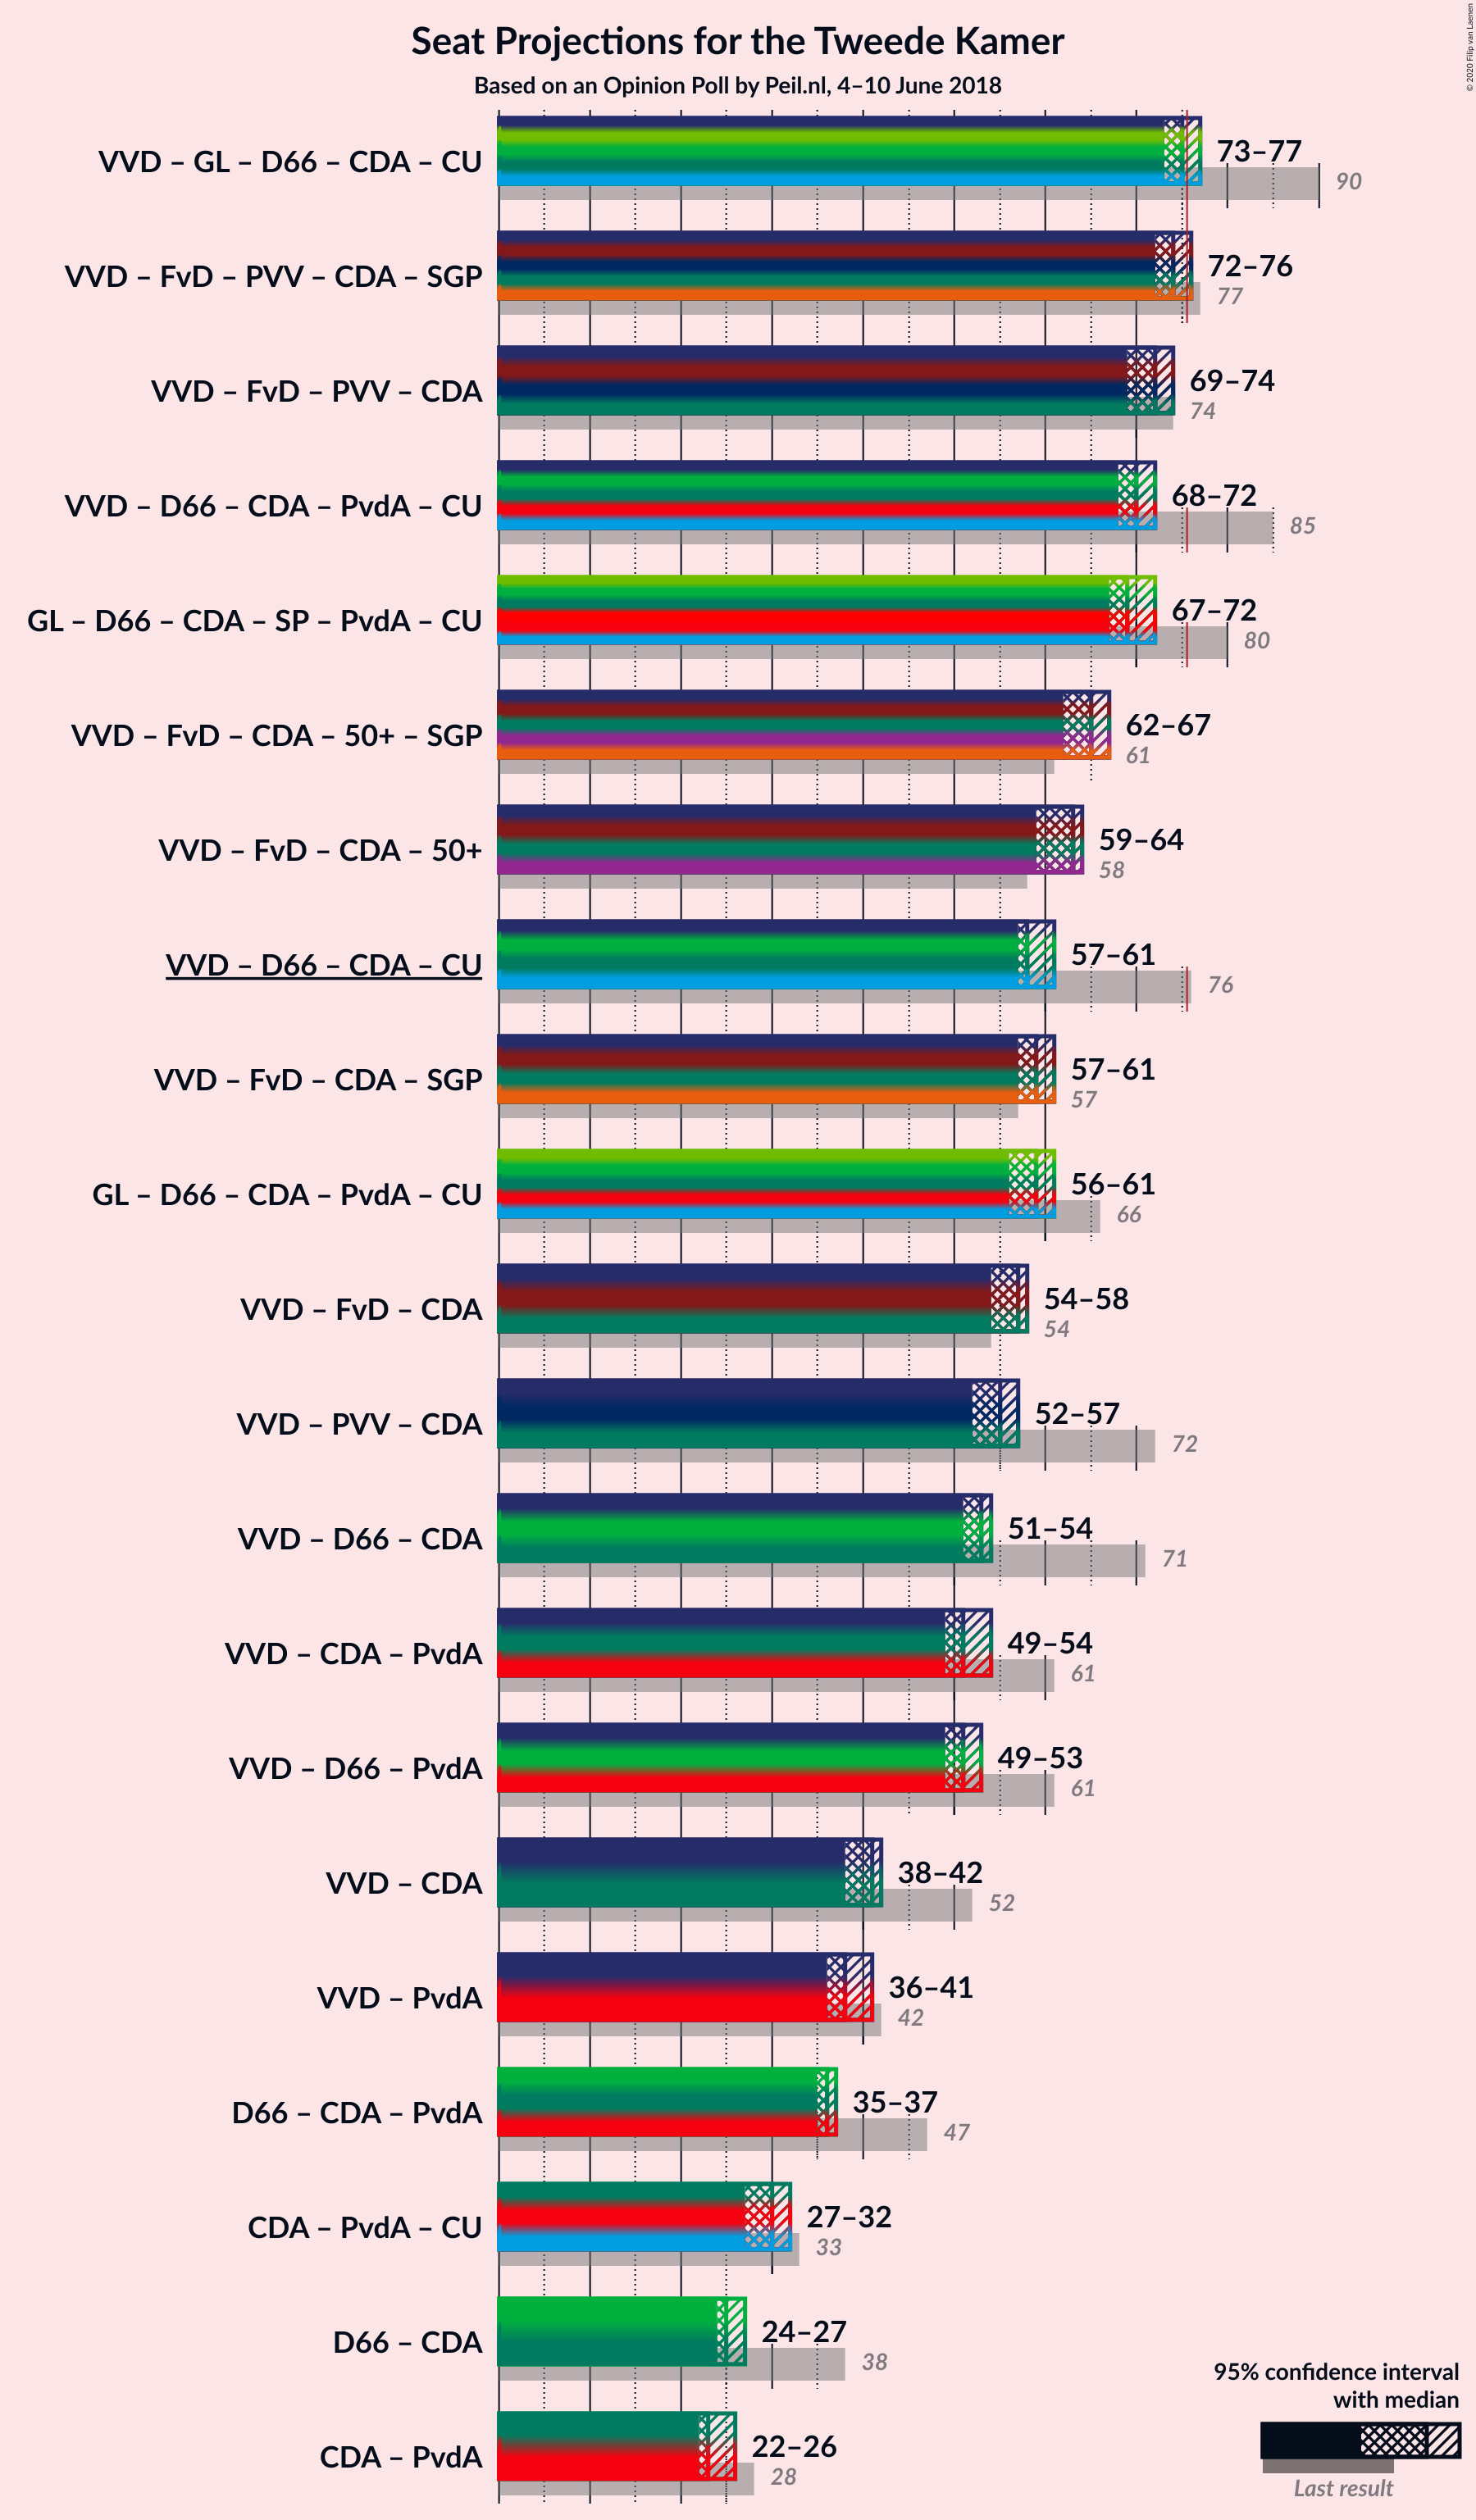 © 2020 Filip van Laenen
Seat Projections for the Tweede Kamer
Based on an Opinion Poll by Peil.nl, 4–10 June 2018
VVD – GL – D66 – CDA – CU
73–77
90
VVD – FvD – PVV – CDA – SGP
72–76
77
VVD – FvD – PVV – CDA
69–74
74
VVD – D66 – CDA – PvdA – CU
68–72
85
GL – D66 – CDA – SP – PvdA – CU
67–72
80
VVD – FvD – CDA – 50+ – SGP
62–67
61
VVD – FvD – CDA – 50+
59–64
58
VVD – D66 – CDA – CU
57–61
76
VVD – FvD – CDA – SGP
57–61
57
GL – D66 – CDA – PvdA – CU
56–61
66
VVD – FvD – CDA
54–58
54
VVD – PVV – CDA
52–57
72
VVD – D66 – CDA
51–54
71
VVD – CDA – PvdA
49–54
61
VVD – D66 – PvdA
49–53
61
VVD – CDA
38–42
52
VVD – PvdA
36–41
42
D66 – CDA – PvdA
35–37
47
CDA – PvdA – CU
27–32
33
D66 – CDA
24–27
38
CDA – PvdA
22–26
28
95% confidence interval
with median
Last result